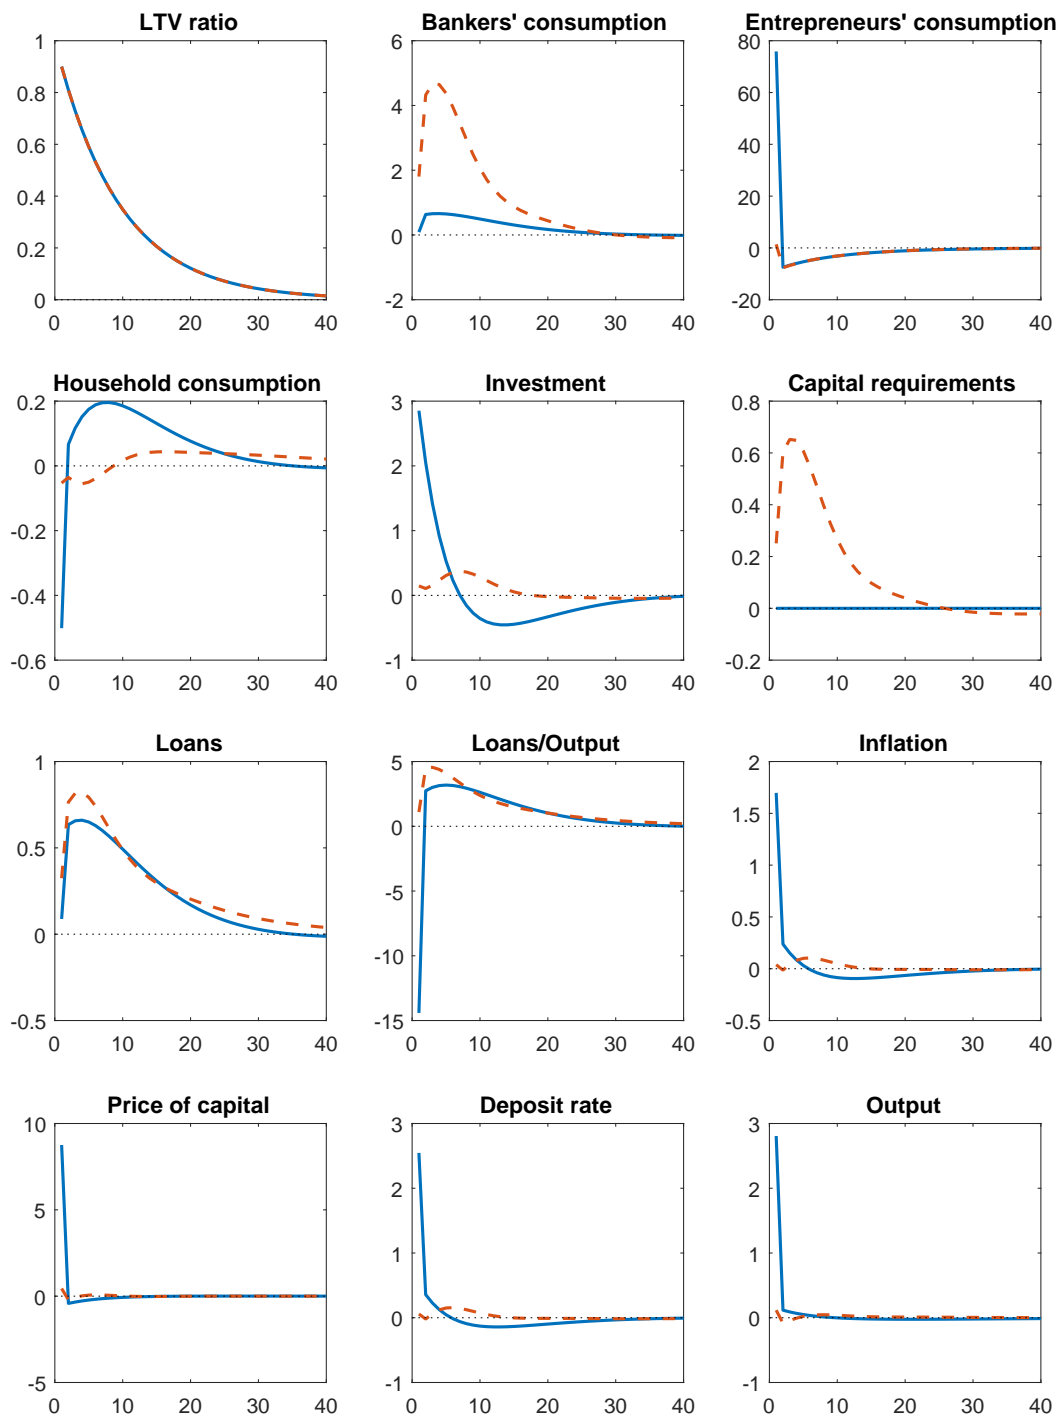 LTV ratio
Bankers' consumption
Entrepreneurs' consumption
1
0.8
0.6
0.4
0.2
0
0 10 20 30 40
6
4
2
0
-2
0 10 20 30 40
80
60
40
20
0
-20
0 10 20 30 40
Household consumption
Investment
Capital requirements
0.2
0
-0.2
-0.4
-0.6
0 10 20 30 40
3
2
1
0
-1
0 10 20 30 40
0.8
0.6
0.4
0.2
0
-0.2
0 10 20 30 40
Loans
Loans/Output
Inflation
1
0.5
0
-0.5
0 10 20 30 40
5
0
-5
-10
-15
0 10 20 30 40
2
1.5
1
0.5
0
-0.5
0 10 20 30 40
Price of capital
Deposit rate
Output
10
5
0
-5
0 10 20 30 40
3
2
1
0
-1
0 10 20 30 40
3
2
1
0
-1
0 10 20 30 40